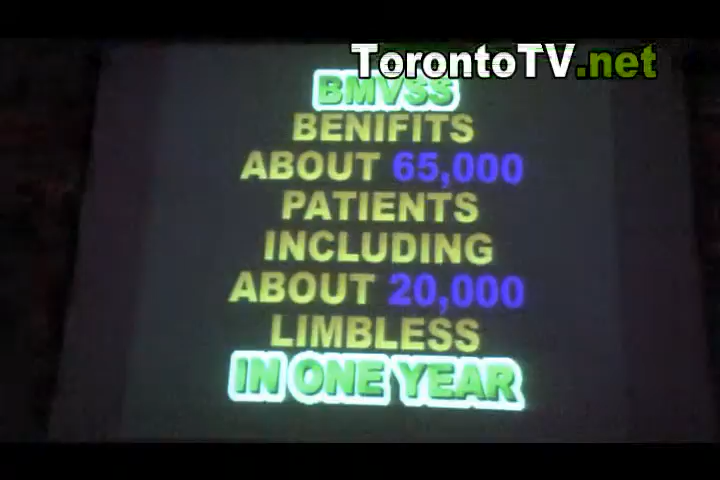 TorontoTV.net
BMVSS
BENIFITS
ABOUT 65,000
PATIENTS
INCLUDING
ABOUT 20,000
LIMBLESS
IN ONE YEAR